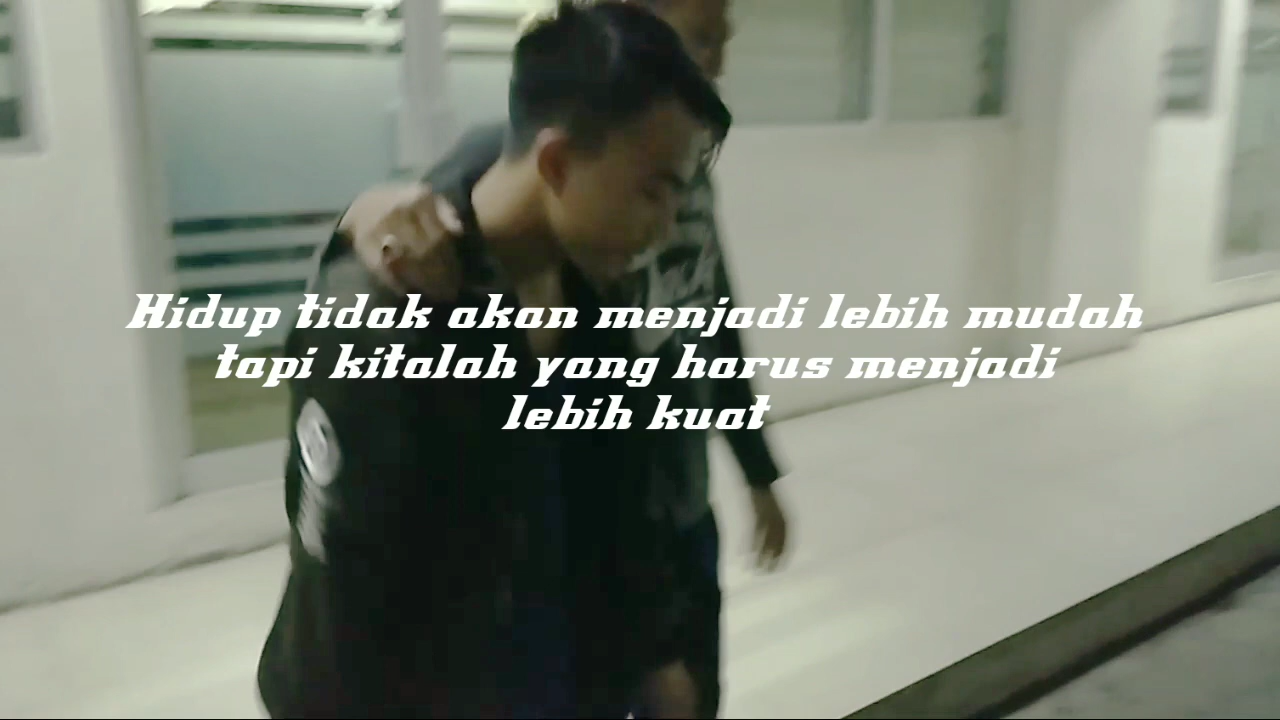 Hidup tidak akan menjadi lebih mudah
tapi kitalah yang harus menjadi
lebih kuat